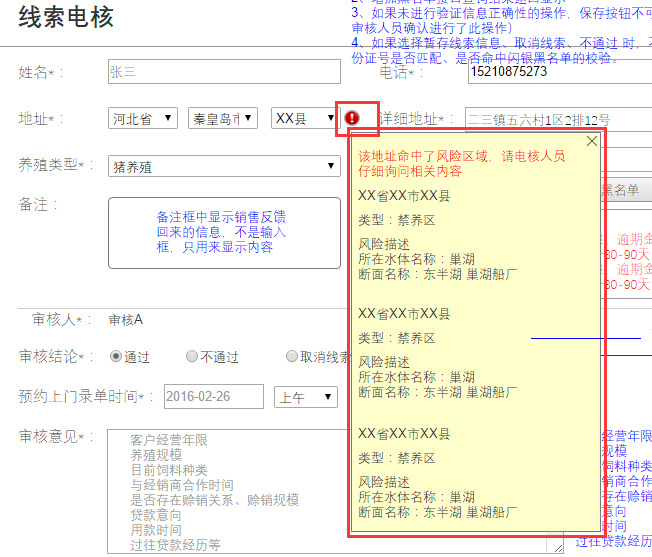 线索电核
3、如果未进行验证信息正确性的操作，保存按钮不可
审核人员确认进行了此操作）
4、如果选择暂存线索信息、取消线索、不通过 时，不
份证号是否匹配、是否命中闪银黑名单的校验。
姓名*： 张三
电话*： 15210875273
地址*： 河北省 秦皇岛市 XX县
详细地址*： 二三镇五六村1区2排12号
该地址命中了风险区域，请电核人员
仔细询问相关内容
养殖类型*： 猪养殖
XX省XX市XX县
黑名单
备注：
备注框中显示销售反馈
回来的信息，不是输入
框，只用来显示内容
类型：禁养区
风险描述
所在水体名称：巢湖
断面名称：东半湖 巢湖船厂
逾期金
80-90天
逾期金
80-90天
XX省XX市XX县
类型：禁养区
风险描述
所在水体名称：巢湖
断面名称：东半湖 巢湖船厂
审核人*： 审核A
审核结论*： 通过 不通过 取消线索
预约上门录单时间*： 2016-02-26 上午
XX省XX市XX县
类型：禁养区
风险描述
所在水体名称：巢湖
断面名称：东半湖 巢湖船厂
审核意见*：
客户经营年限
养殖规模
目前饲料种类
与经销商合作时间
是否存在赊销关系、赊销规模
贷款意向
用款时间
过往贷款经历等
经营年限
规模
饲料种类
销商合作
存在赊销
意向
时间
过往贷款经历